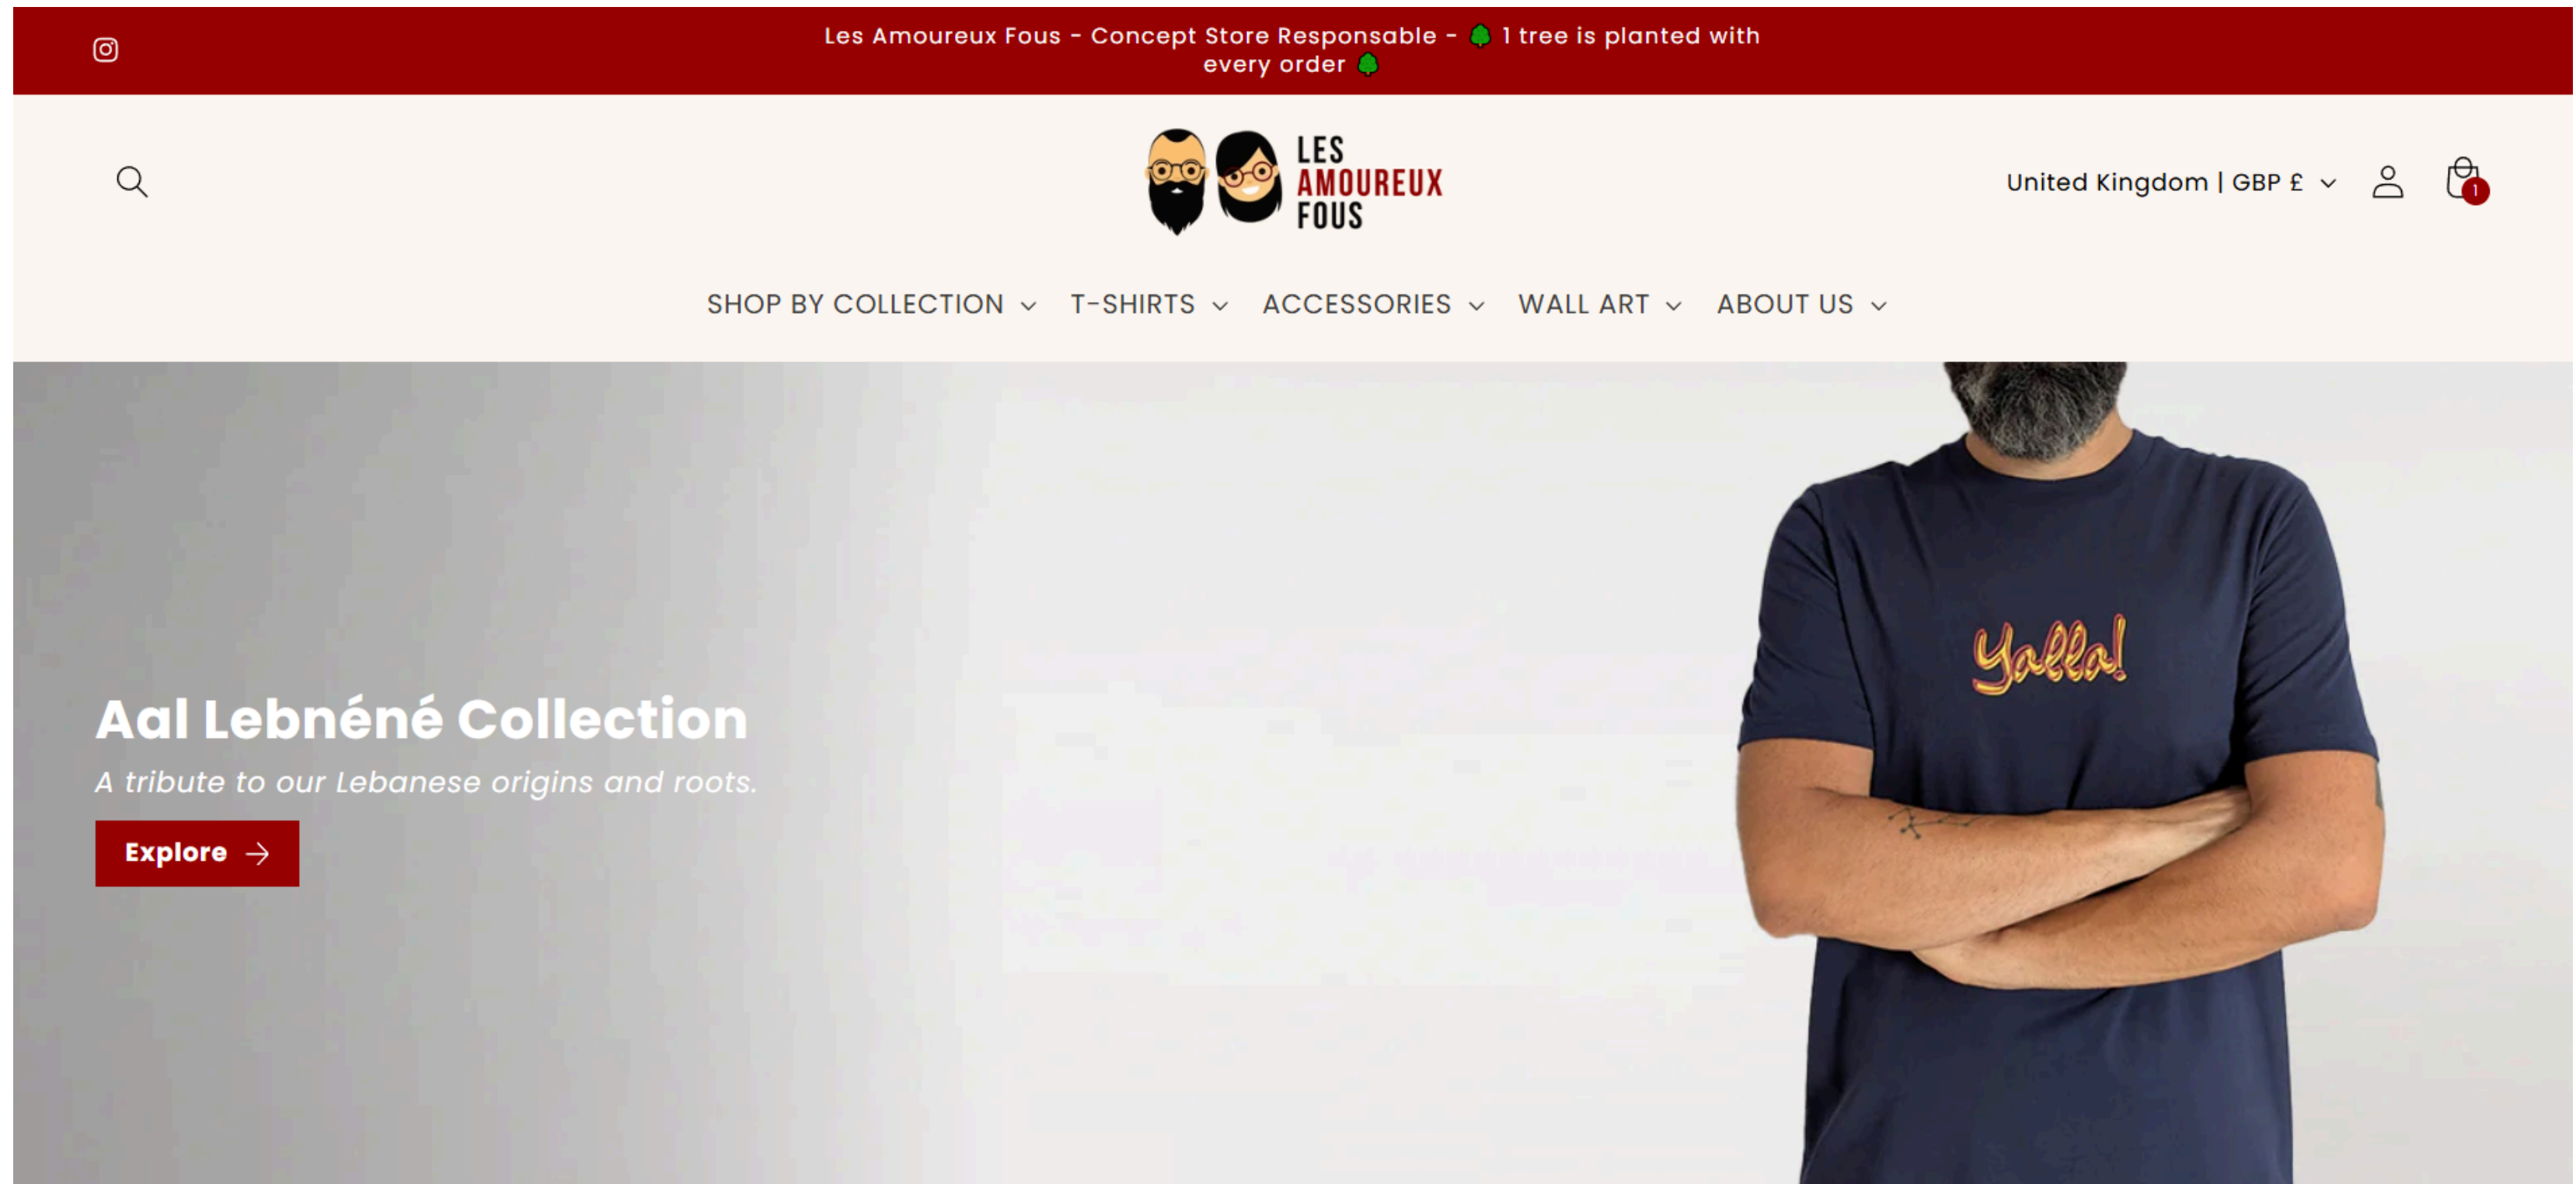 Les Amoureux Fous - Concept Store Responsable - 🌳 1 tree is planted with
every order 🌳
LES
AMOUREUX
FOUS
United Kingdom | GBP £
1
SHOP BY COLLECTION
T-SHIRTS
ACCESSORIES
WALL ART
ABOUT US
Yalla!
Aal Lebnéné Collection
A tribute to our Lebanese origins and roots.
Explore →